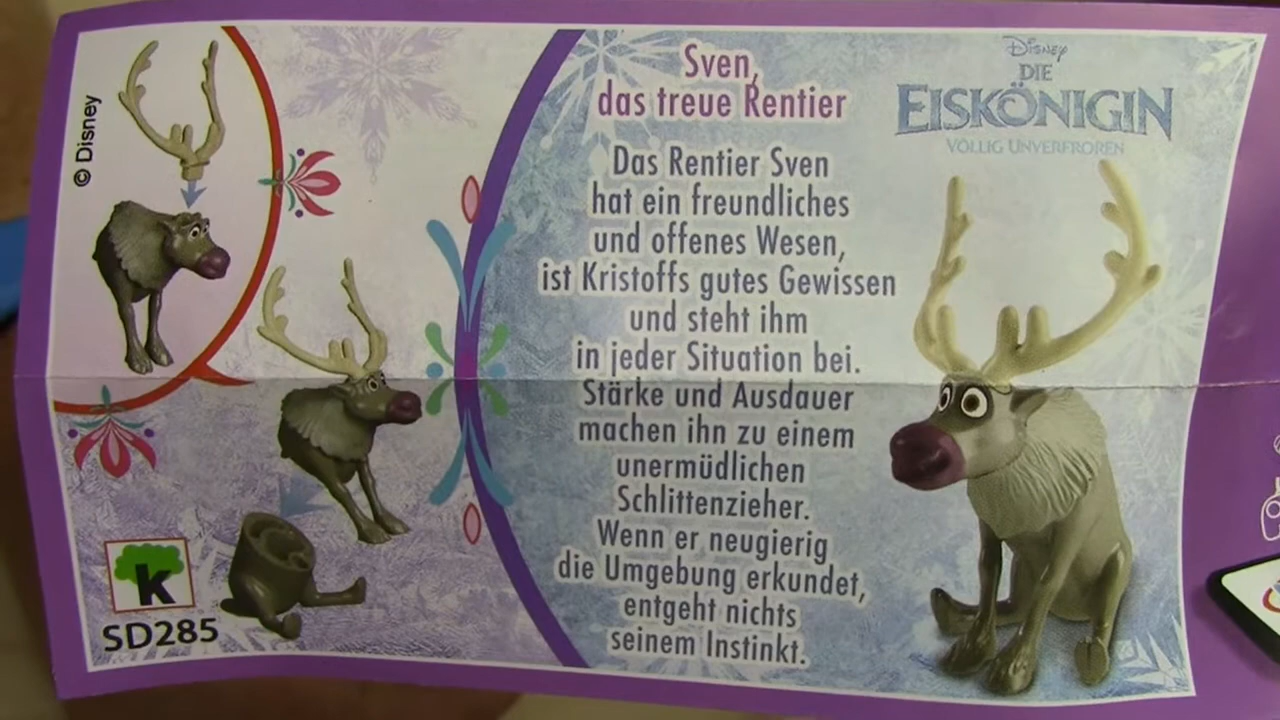 © Disney
k
SD285
Sven,
das treue Rentier
Das Rentier Sven
hat ein freundliches
und offenes Wesen,
ist Kristoffs gutes Gewissen
und steht ihm
in jeder Situation bei.
Stärke und Ausdauer
machen ihn zu einem
unermüdlichen
Schlittenzieher.
Wenn er neugierig
die Umgebung erkundet,
entgeht nichts
seinem Instinkt.
Disney
DIE
EISKÖNIGIN
VÖLLIG UNVERFROREN